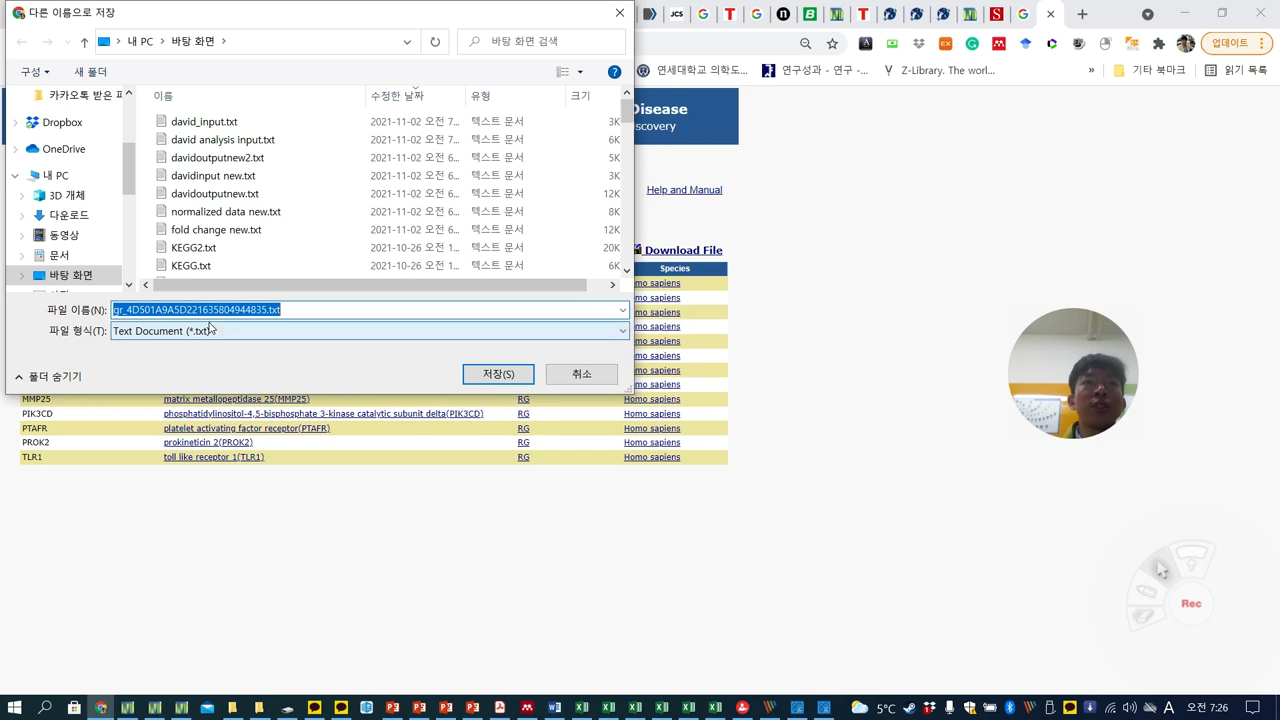 다른 이름으로 저장
JCS
내 PC
바탕 화면
바탕 화면 검색
업데이트
구성
새 폴더
연세대학교 의학도...
연구성과 - 연구 -...
Z-Library. The worl...
»
기타 북마크
읽기 목록
이름
수정한 날짜
유형
크기
카카오톡 받은 파
Dropbox
OneDrive
내 PC
3D 개체
다운로드
동영상
문서
바탕 화면
david_input.txt 2021-11-02 오전 7... 텍스트 문서 3K
david analysis input.txt 2021-11-02 오전 7... 텍스트 문서 6K
davidoutputnew2.txt 2021-11-02 오전 6... 텍스트 문서 5K
davidinput new.txt 2021-11-02 오전 6... 텍스트 문서 3K
davidoutputnew.txt 2021-11-02 오전 6... 텍스트 문서 12K
normalized data new.txt 2021-11-02 오전 6... 텍스트 문서 8K
fold change new.txt 2021-11-02 오전 6... 텍스트 문서 12K
KEGG2.txt 2021-10-26 오전 1... 텍스트 문서 20K
KEGG.txt 2021-10-26 오전 1... 텍스트 문서 6K
파일 이름(N): gr_4D501A9A5D221635804944835.txt
파일 형식(T): Text Document (*.txt)
폴더 숨기기
저장(S)
취소
Disease
iscovery
Help and Manual
Download File
Species
Homo sapiens
omo sapiens
omo sapiens
omo sapiens
omo sapiens
omo sapiens
omo sapiens
omo sapiens
MMP25 matrix metallopeptidase 25(MMP25) RG Homo sapiens
PIK3CD phosphatidylinositol-4,5-bisphosphate 3-kinase catalytic subunit delta(PIK3CD) RG Homo sapiens
PTAFR platelet activating factor receptor(PTAFR) RG Homo sapiens
PROK2 prokineticin 2(PROK2) RG Homo sapiens
TLR1 toll like receptor 1(TLR1) RG Homo sapiens
Rec
5°C
A
오전 7:26